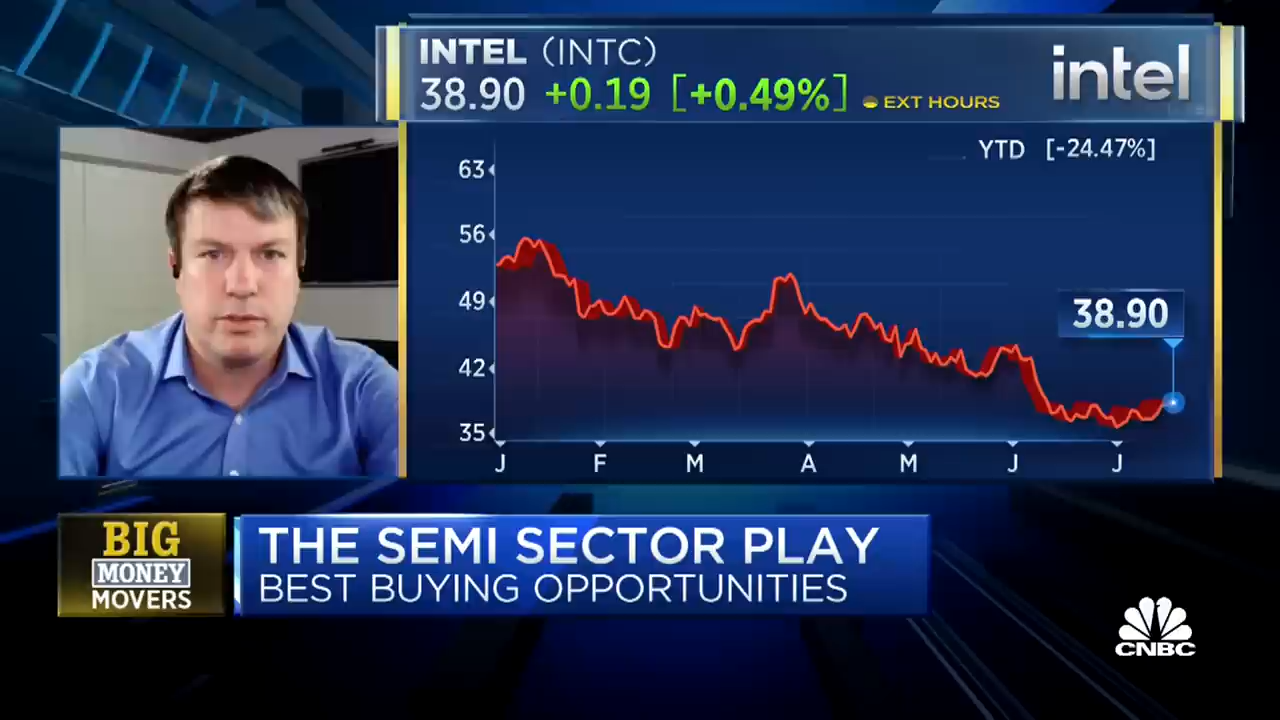 INTEL (INTC)
38.90 +0.19 [+0.49%] EXT HOURS
intel
YTD [-24.47%]
63
56
49
42
35
38.90
J F M A M J J
BIG
MONEY
MOVERS
THE SEMI SECTOR PLAY
BEST BUYING OPPORTUNITIES
CNBC